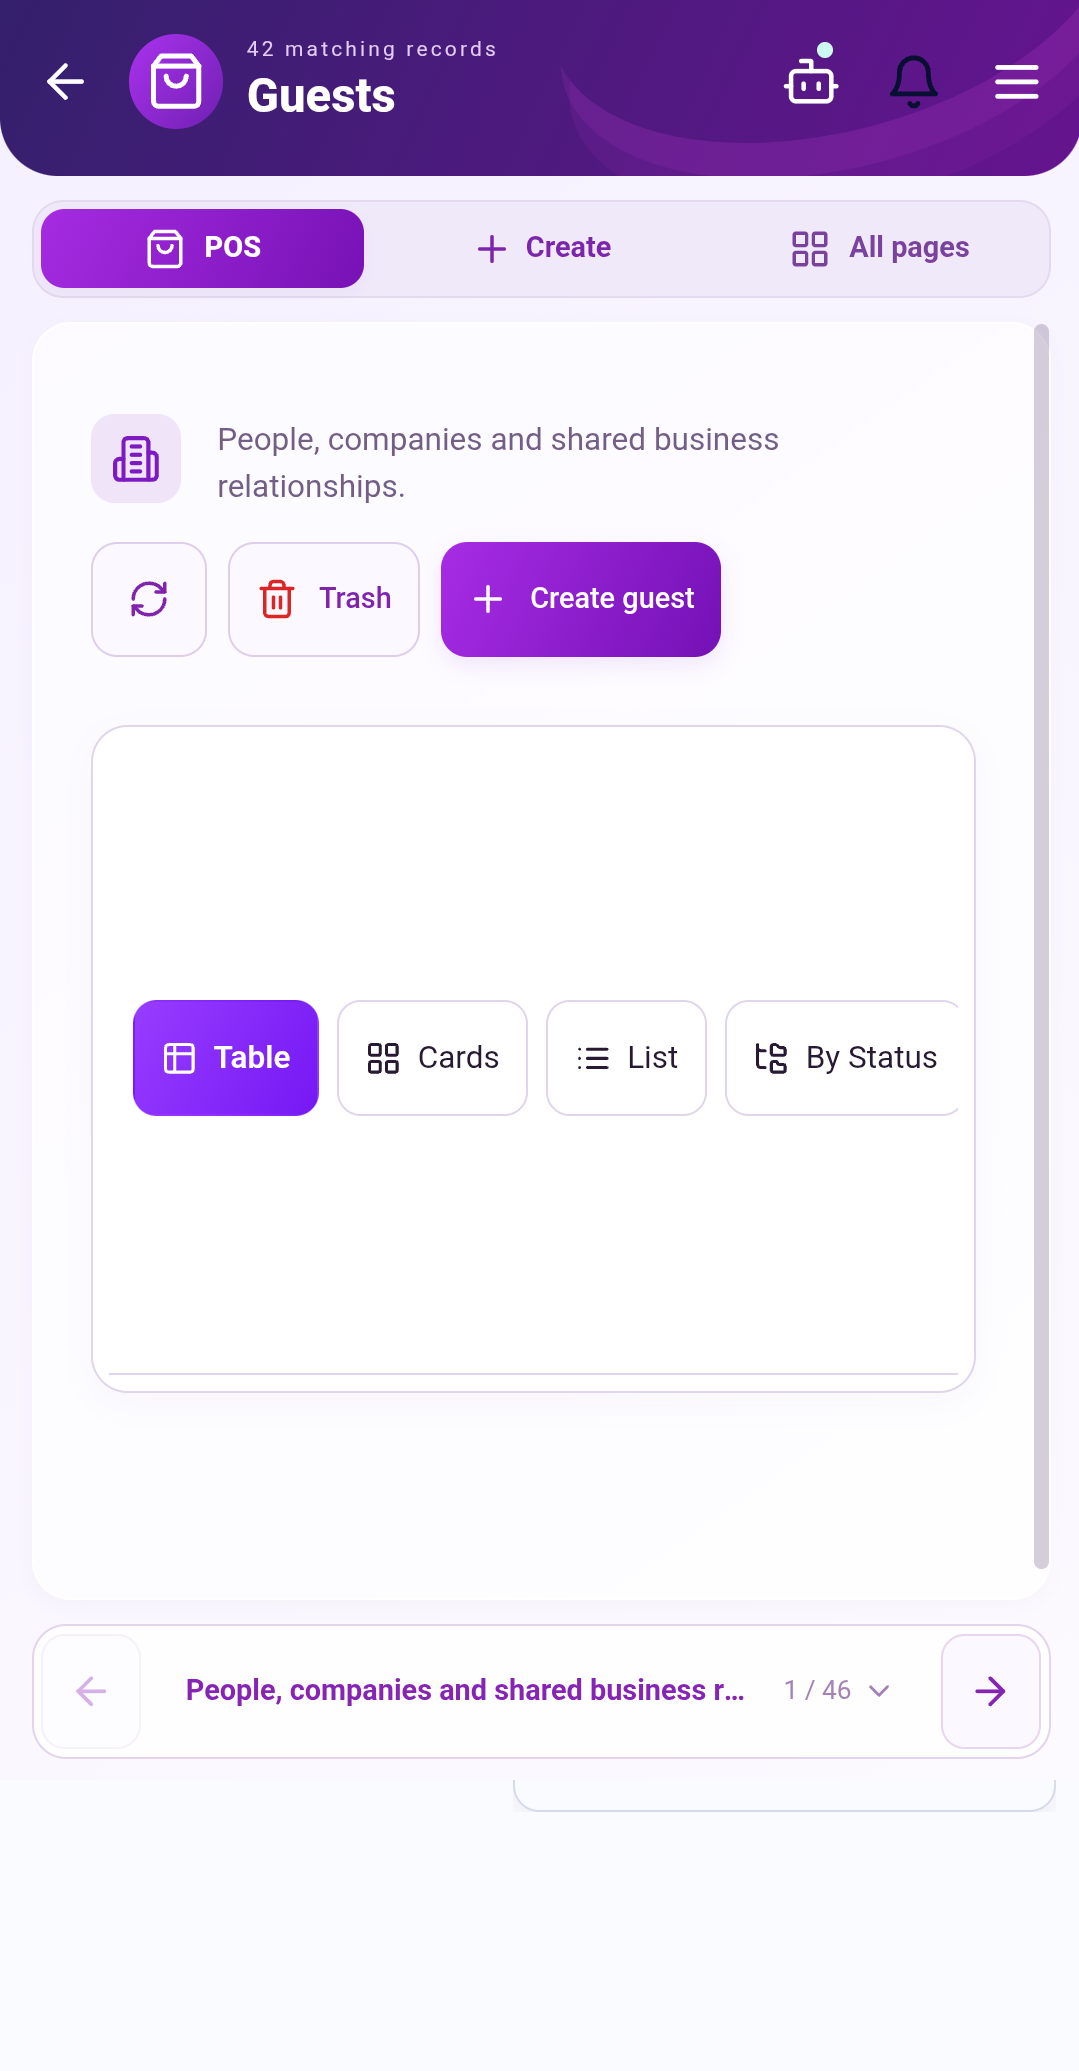 42 matching records
Guests
POS
Create
All pages
People, companies and shared business
relationships.
Trash
Create guest
Table
Cards
List
By Status
People, companies and shared business r...
1 / 46